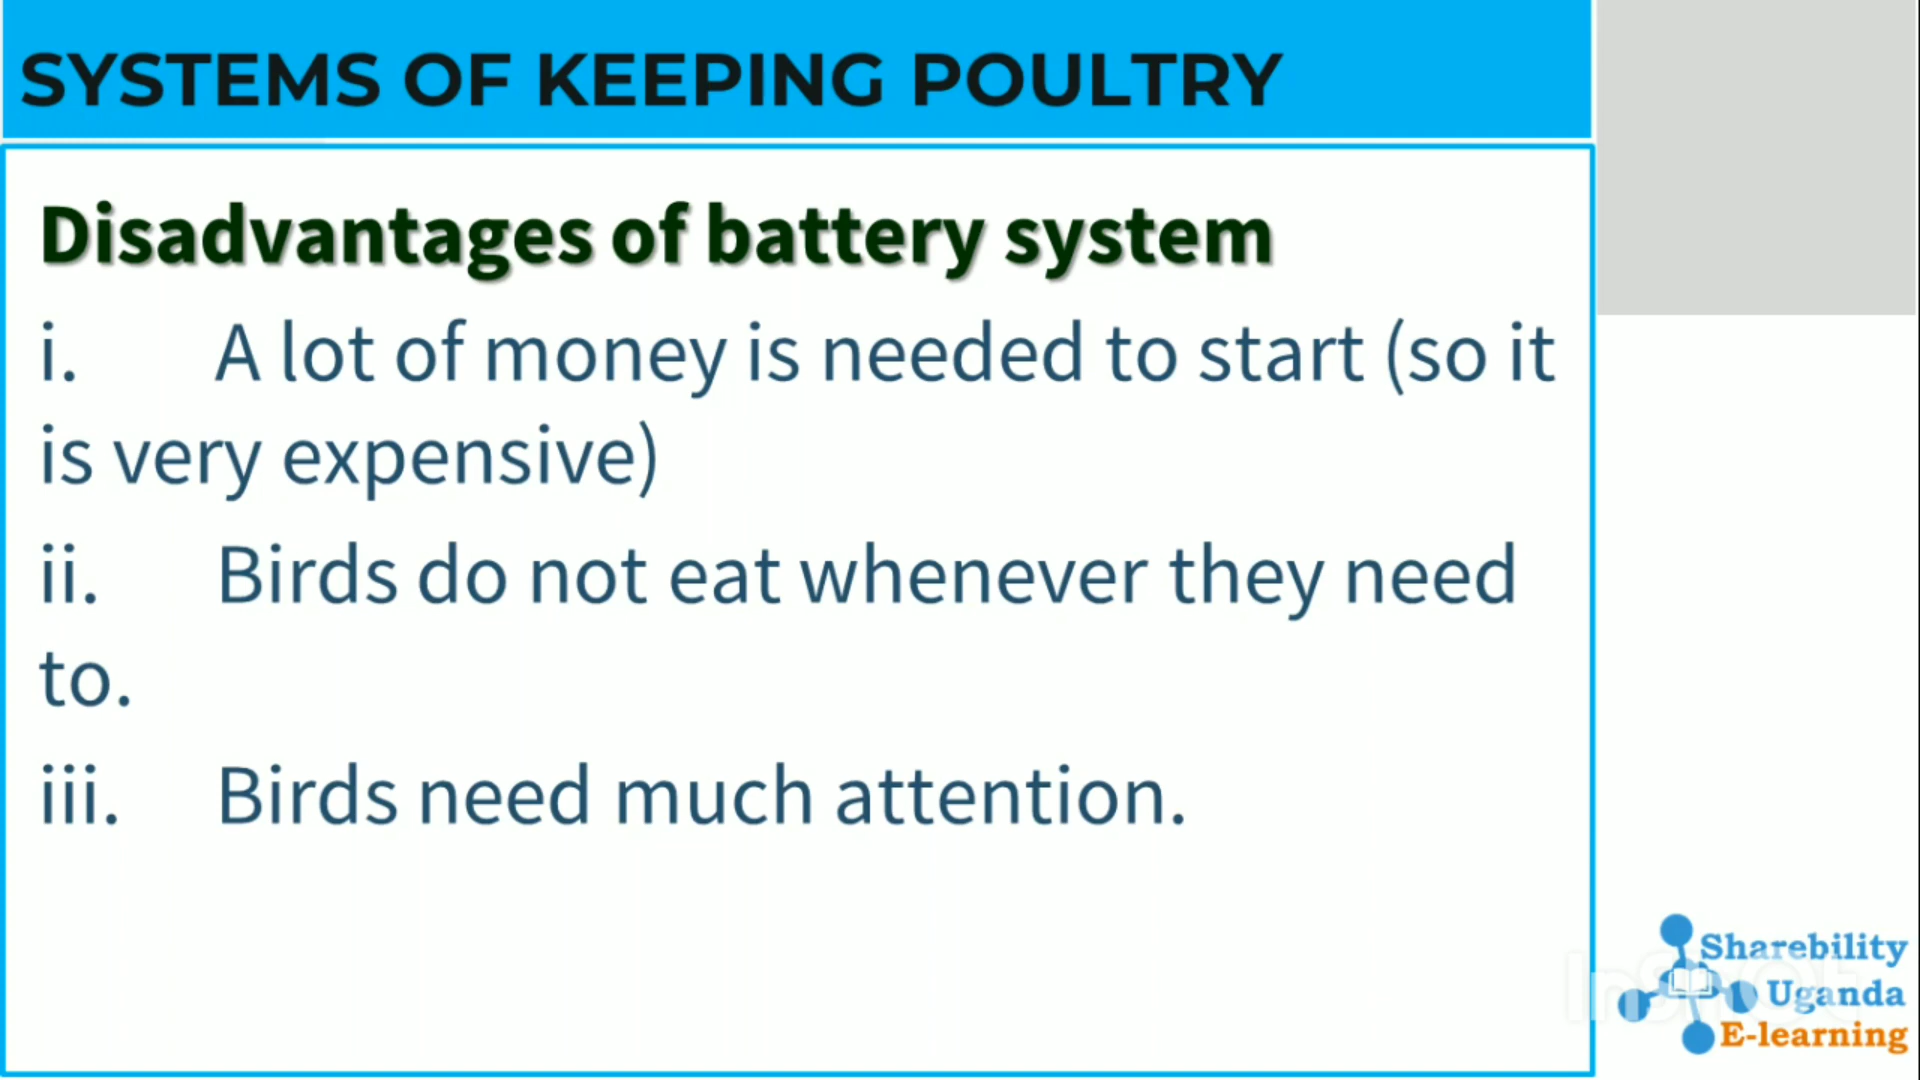 SYSTEMS OF KEEPING POULTRY
Disadvantages of battery system
i. A lot of money is needed to start (so it
is very expensive)
ii. Birds do not eat whenever they need
to.
iii. Birds need much attention.
Sharebility
Uganda
E-learning
InShot